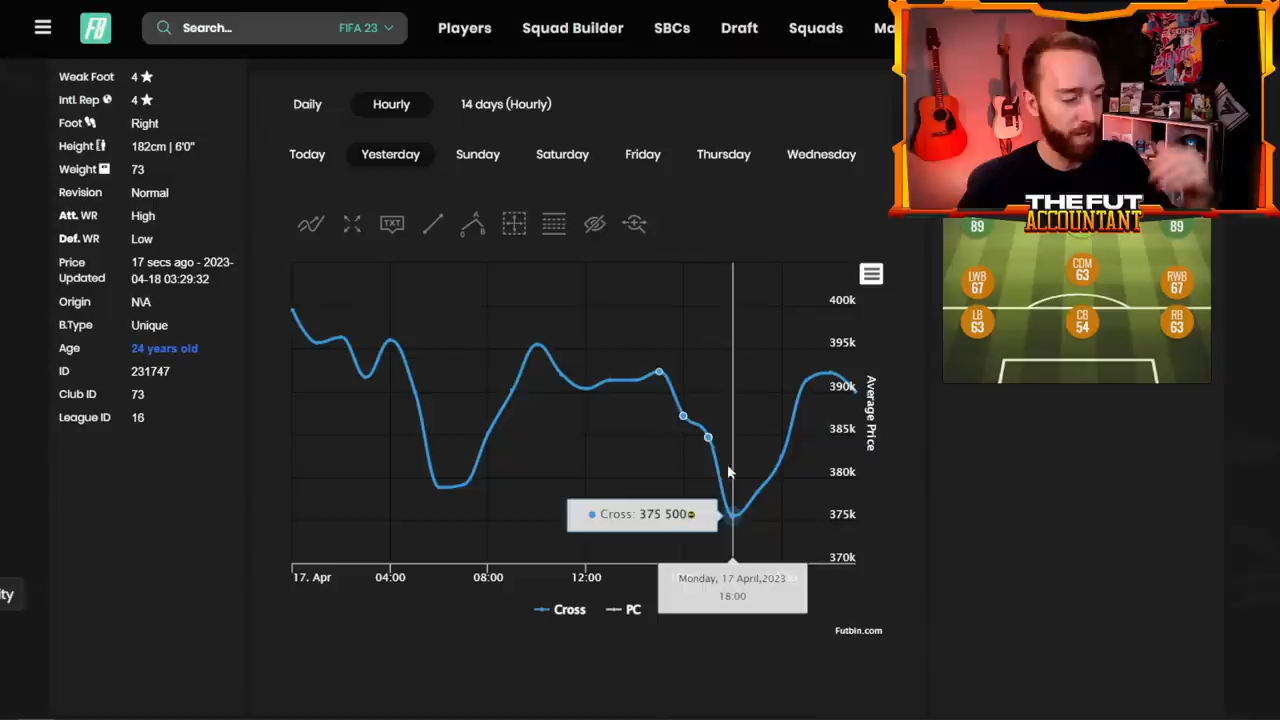 FB
Search...
FIFA 23
Players
Squad Builder
SBCs
Draft
Squads
Ma
Weak Foot 4
Intl. Rep 4
Foot Right
Height 182cm | 6'0"
Weight 73
Revision Normal
Att. WR High
Def. WR Low
Price Updated 17 secs ago - 2023-04-18 03:29:32
Origin N\A
B.Type Unique
Age 24 years old
ID 231747
Club ID 73
League ID 16
ty
Daily
Hourly
14 days (Hourly)
Today
Yesterday
Sunday
Saturday
Friday
Thursday
Wednesday
TXT
A
B
400k
395k
390k
385k
380k
375k
370k
Average Price
Cross: 375 500
17. Apr
04:00
08:00
12:00
Monday, 17 April,2023
18:00
Cross
PC
Futbin.com
THE FUT
ACCOUNTANT
89
89
LWB
67
CDM
63
RWB
67
LB
63
CB
54
RB
63